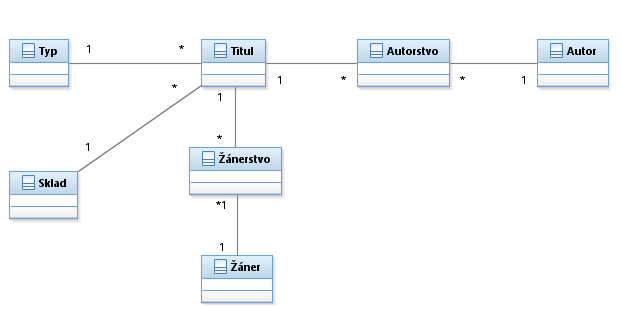 Typ
1
*
Titul
1
*
Autorstvo
*
1
Autor
*
1
1
*
Sklad
Žánerstvo
*1
1
Žáner